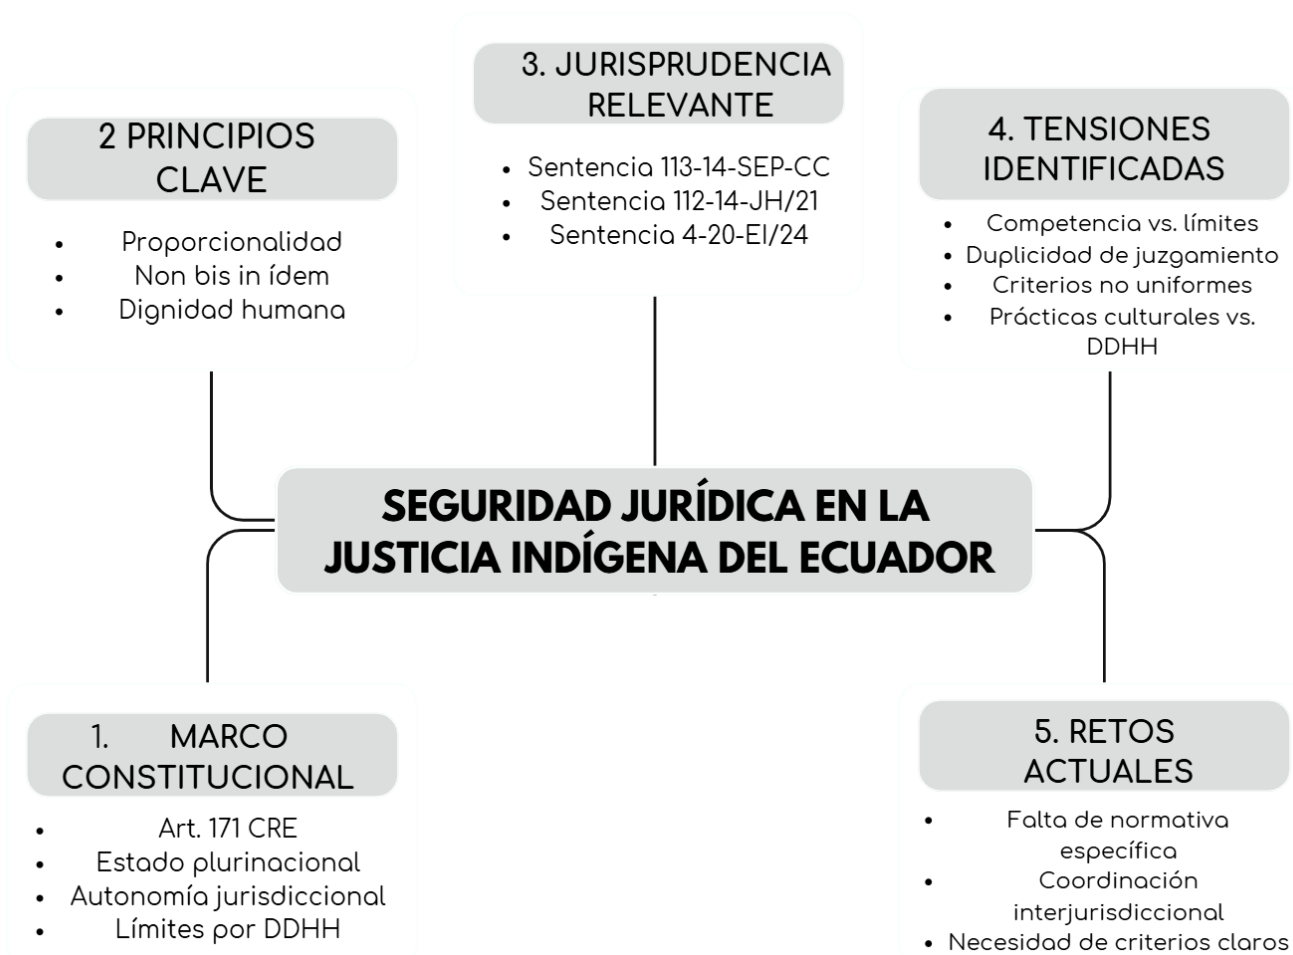 3. JURISPRUDENCIA
RELEVANTE
• Sentencia 113-14-SEP-CC
• Sentencia 112-14-JH/21
• Sentencia 4-20-EI/24
2 PRINCIPIOS
CLAVE
• Proporcionalidad
• Non bis in ídem
• Dignidad humana
4. TENSIONES
IDENTIFICADAS
• Competencia vs. límites
• Duplicidad de juzgamiento
• Criterios no uniformes
• Prácticas culturales vs.
DDHH
SEGURIDAD JURÍDICA EN LA
JUSTICIA INDÍGENA DEL ECUADOR
1. MARCO
CONSTITUCIONAL
• Art. 171 CRE
• Estado plurinacional
• Autonomía jurisdiccional
• Límites por DDHH
5. RETOS
ACTUALES
• Falta de normativa
específica
• Coordinación
interjurisdiccional
• Necesidad de criterios claros